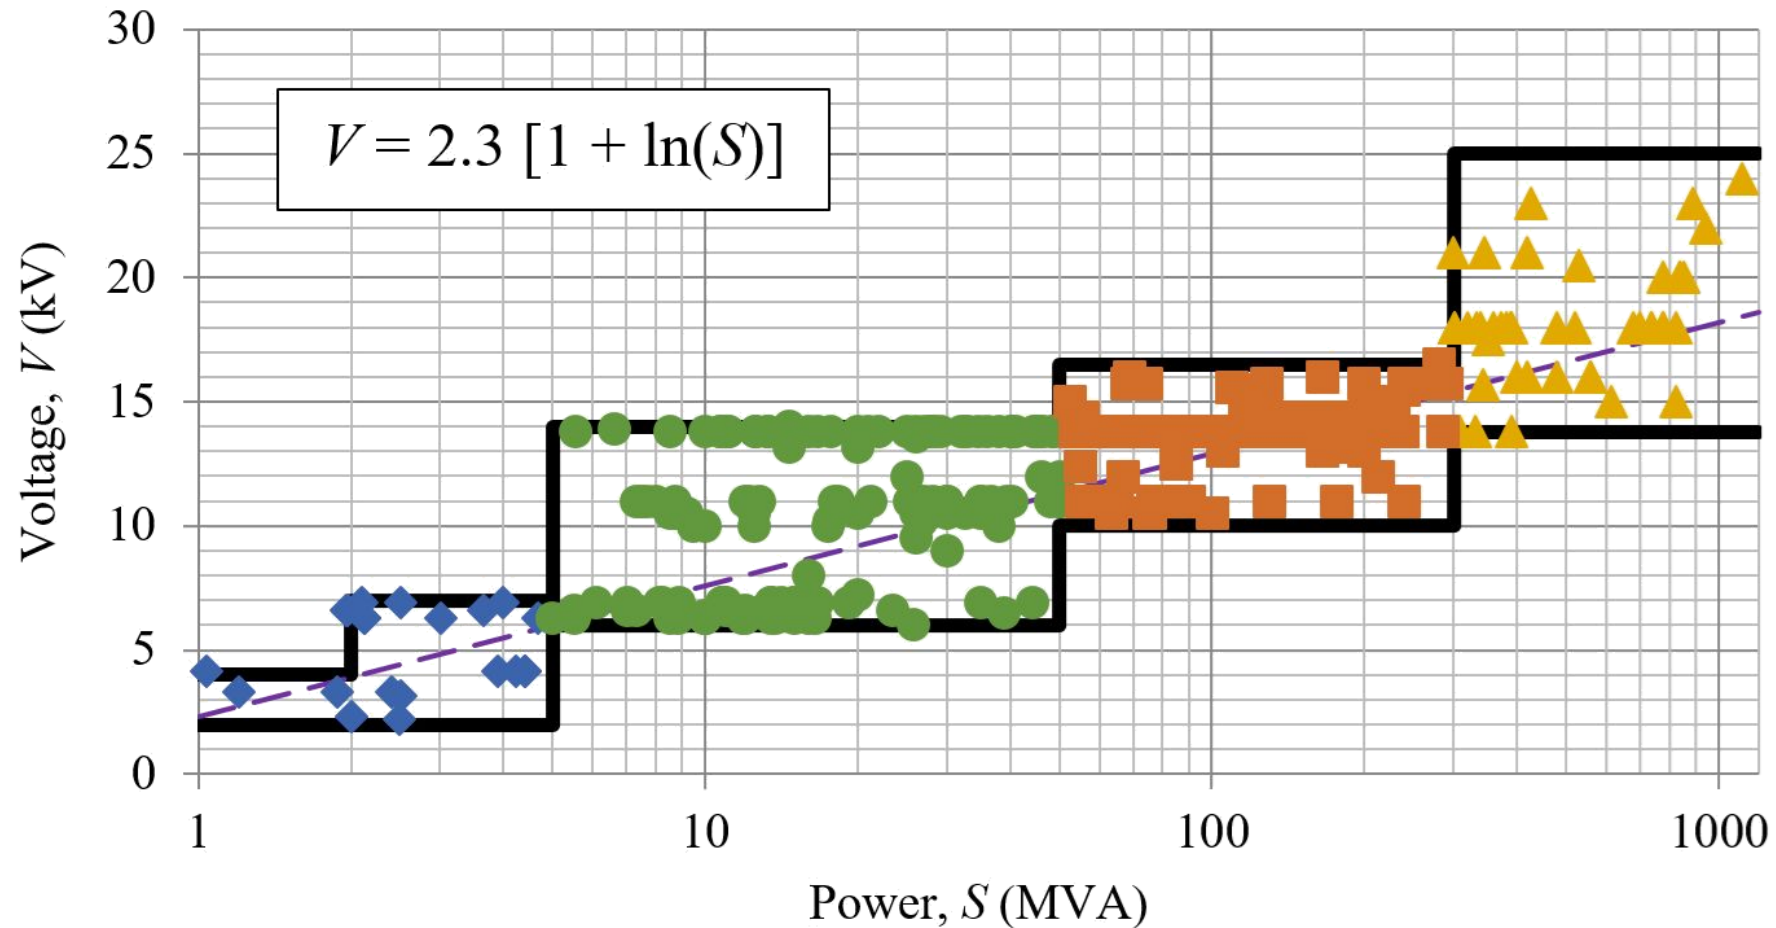 30
V = 2.3 [1 + ln(S)]
25
20
15
10
5
0
Voltage, V (kV)
1 10 100 1000
Power, S (MVA)